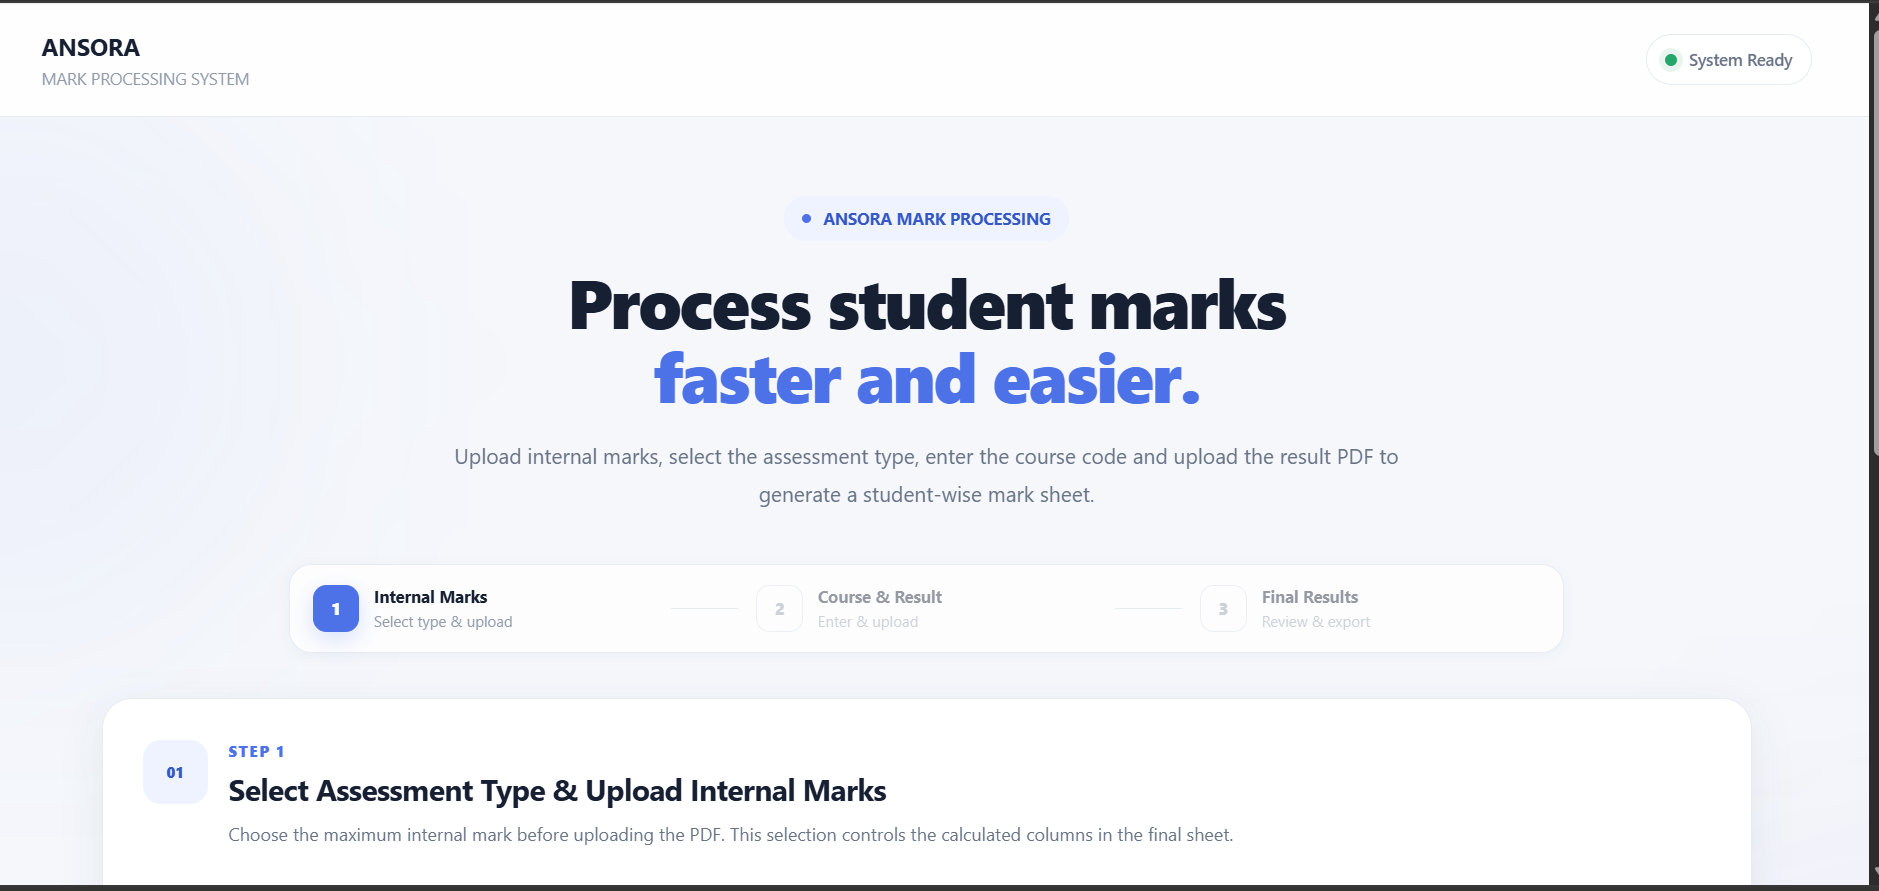 ANSORA
MARK PROCESSING SYSTEM
System Ready
ANSORA MARK PROCESSING
Process student marks
faster and easier.
Upload internal marks, select the assessment type, enter the course code and upload the result PDF to
generate a student-wise mark sheet.
1
Internal Marks
Select type & upload
2
Course & Result
Enter & upload
3
Final Results
Review & export
01
STEP 1
Select Assessment Type & Upload Internal Marks
Choose the maximum internal mark before uploading the PDF. This selection controls the calculated columns in the final sheet.